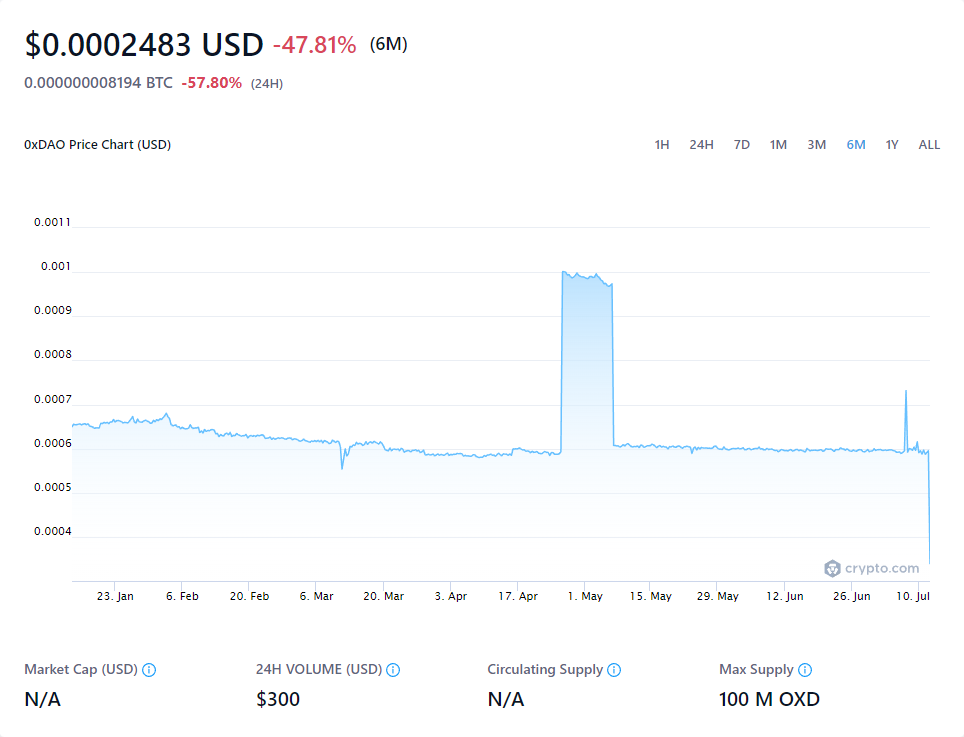 $0.0002483 USD -47.81% (6M)
0.000000008194 BTC -57.80% (24H)
0xDAO Price Chart (USD)
1H 24H 7D 1M 3M 6M 1Y ALL
0.0011
0.001
0.0009
0.0008
0.0007
0.0006
0.0005
0.0004
crypto.com
23. Jan 6. Feb 20. Feb 6. Mar 20. Mar 3. Apr 17. Apr 1. May 15. May 29. May 12. Jun 26. Jun 10. Jul
Market Cap (USD) 24H VOLUME (USD) Circulating Supply Max Supply
N/A $300 N/A 100 M OXD